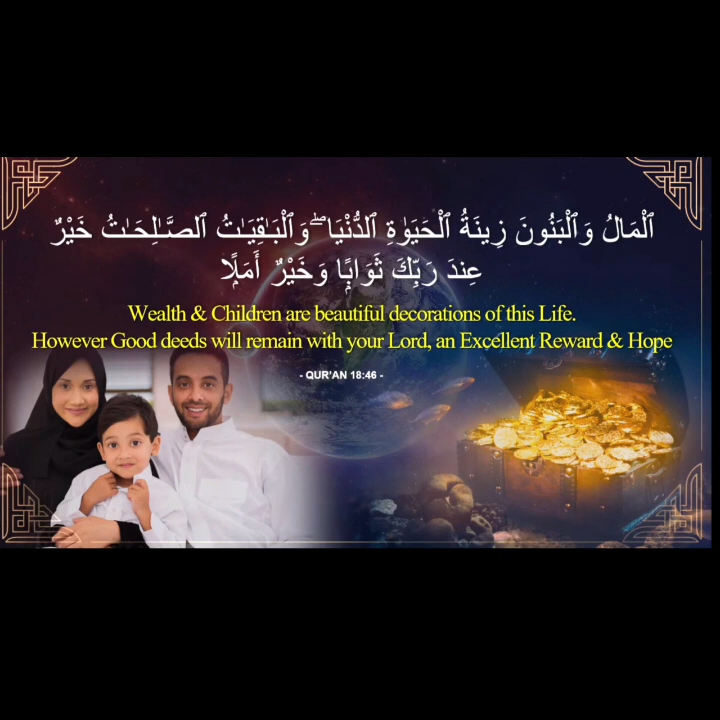 ٱلْمَالُ وَٱلْبَنُونَ زِينَةُ ٱلْحَيَوٰةِ ٱلدُّنْيَا ۖ وَٱلْبَـٰقِيَـٰتُ ٱلصَّـٰلِحَـٰتُ خَيْرٌ
عِندَ رَبِّكَ ثَوَابًۭا وَخَيْرٌ أَمَلًۭا
Wealth & Children are beautiful decorations of this Life.
However Good deeds will remain with your Lord, an Excellent Reward & Hope
- QUR'AN 18:46 -